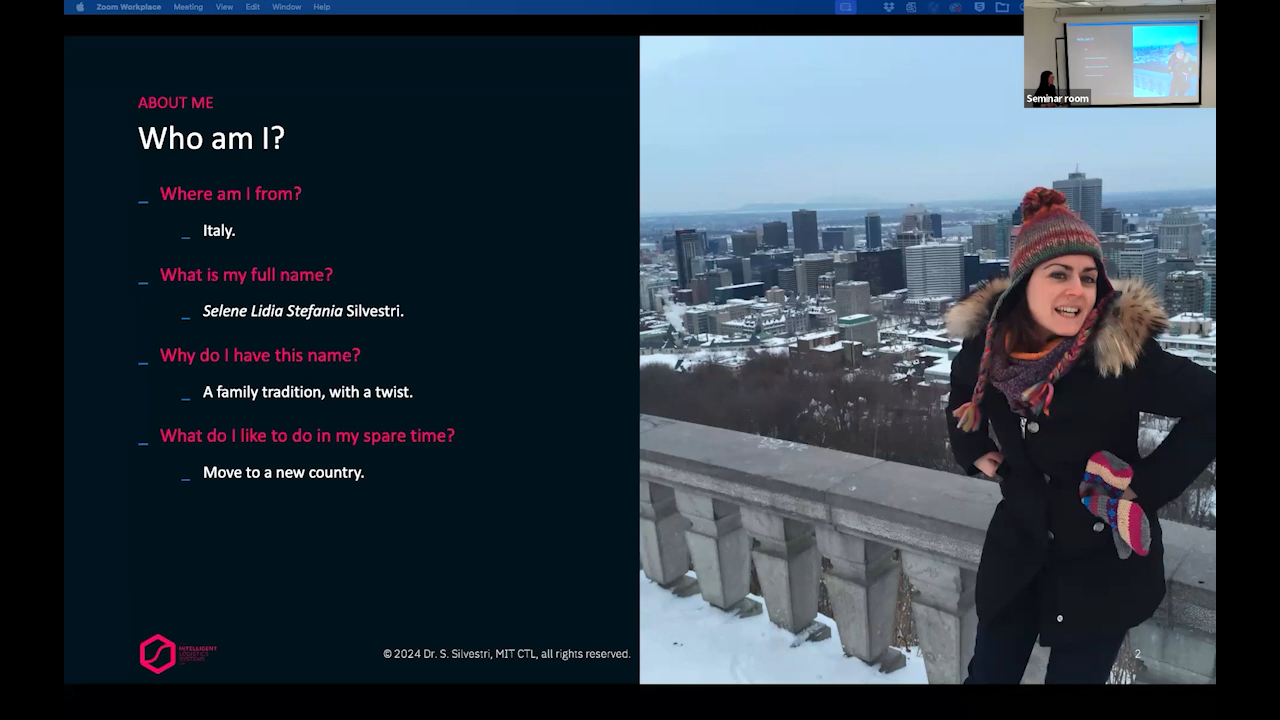 Zoom Workplace Meeting View Edit Window Help
Seminar room
ABOUT ME
Who am I?
Where am I from?
Italy.
What is my full name?
Selene Lidia Stefania Silvestri.
Why do I have this name?
A family tradition, with a twist.
What do I like to do in my spare time?
Move to a new country.
INTELLIGENT
LOGISTICS
SYSTEMS
© 2024 Dr. S. Silvestri, MIT CTL, all rights reserved.
2